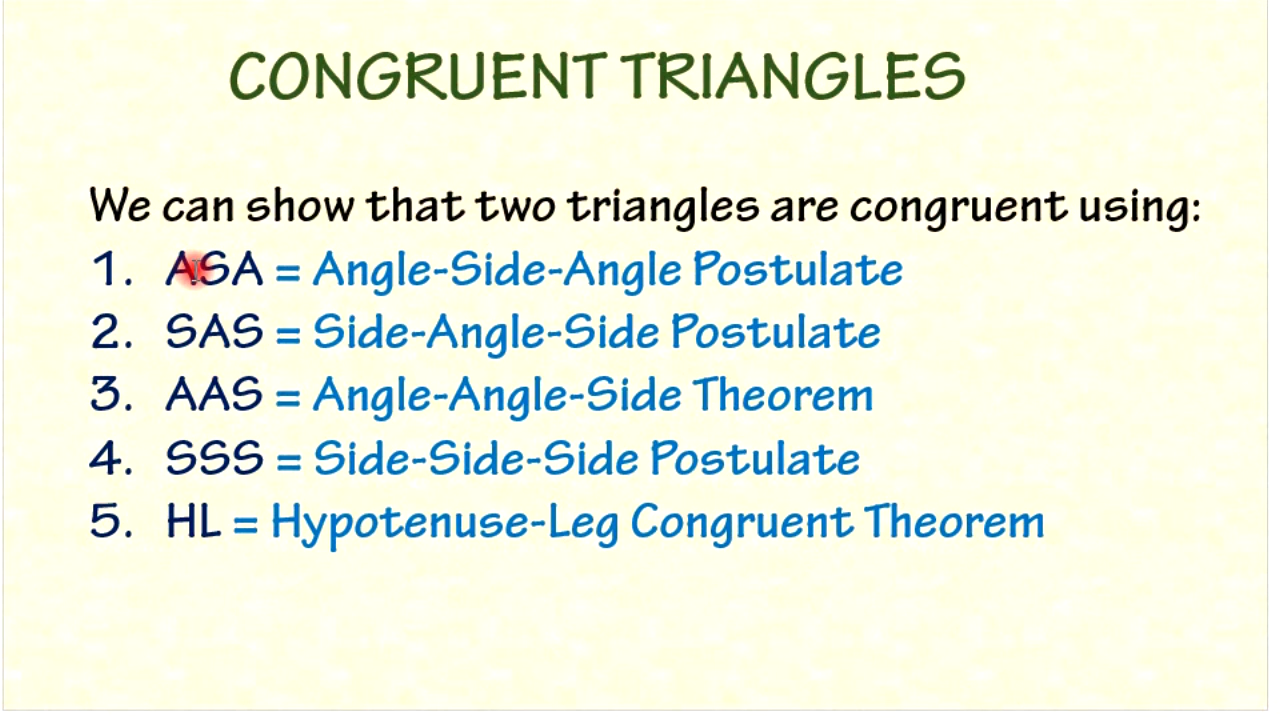 CONGRUENT TRIANGLES
We can show that two triangles are congruent using:
1. ASA = Angle-Side-Angle Postulate
2. SAS = Side-Angle-Side Postulate
3. AAS = Angle-Angle-Side Theorem
4. SSS = Side-Side-Side Postulate
5. HL = Hypotenuse-Leg Congruent Theorem